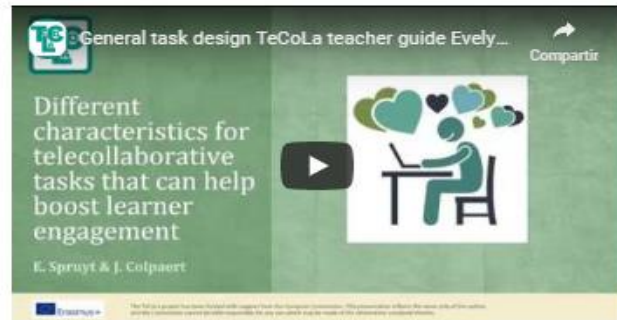 TeCoLa
General task design TeCoLa teacher guide Evely...
Compartir
Different
characteristics for
telecollaborative
tasks that can help
boost learner
engagement
E. Spruyt & J. Colpaert
Erasmus+